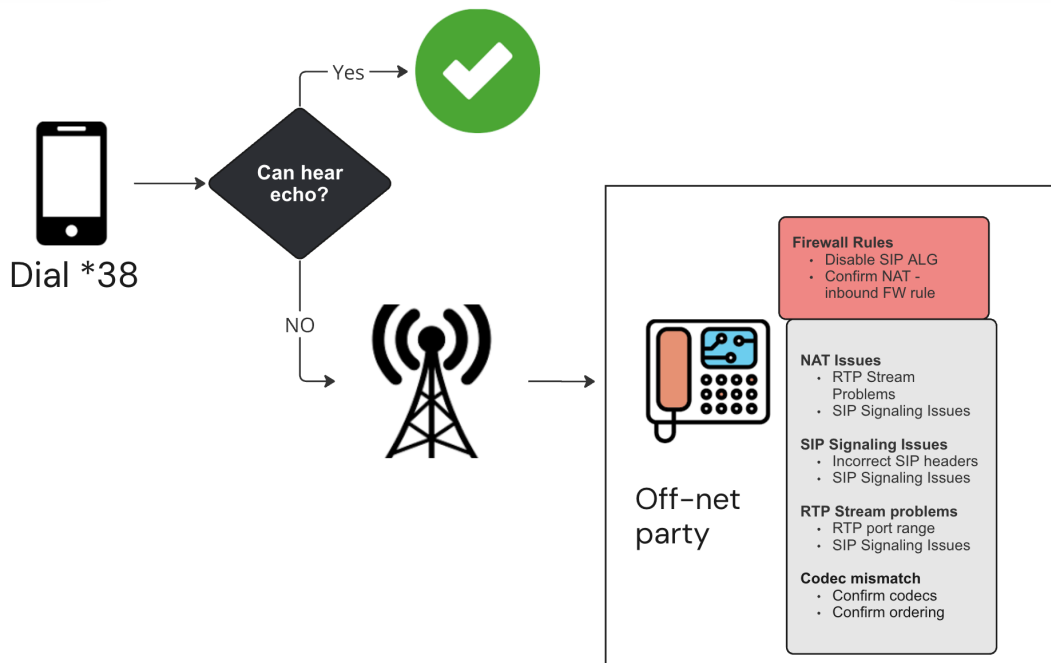 Yes
Can hear
echo?
Dial *38
NO
Firewall Rules
• Disable SIP ALG
• Confirm NAT -
inbound FW rule
NAT Issues
• RTP Stream
Problems
• SIP Signaling Issues
SIP Signaling Issues
• Incorrect SIP headers
• SIP Signaling Issues
RTP Stream problems
• RTP port range
• SIP Signaling Issues
Codec mismatch
• Confirm codecs
• Confirm ordering
Off-net
party